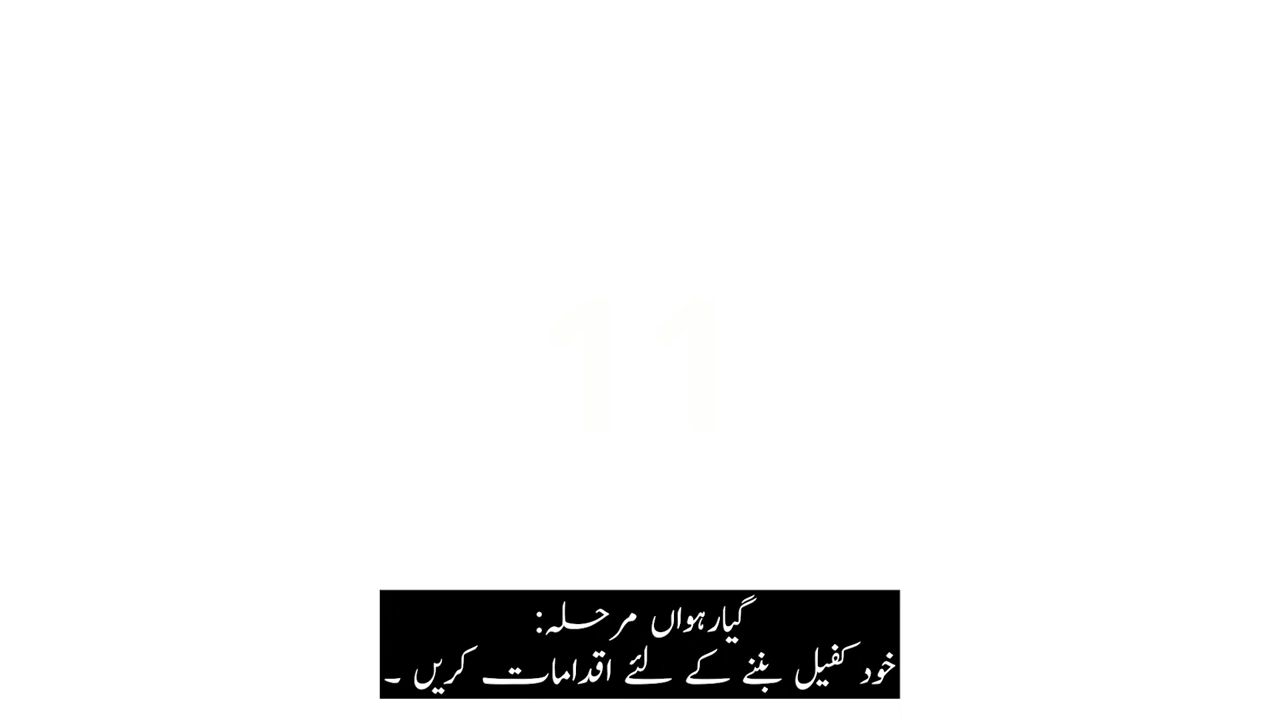 11
گیارہواں مرحلہ:
خود کفیل بننے کے لئے اقدامات کریں ۔